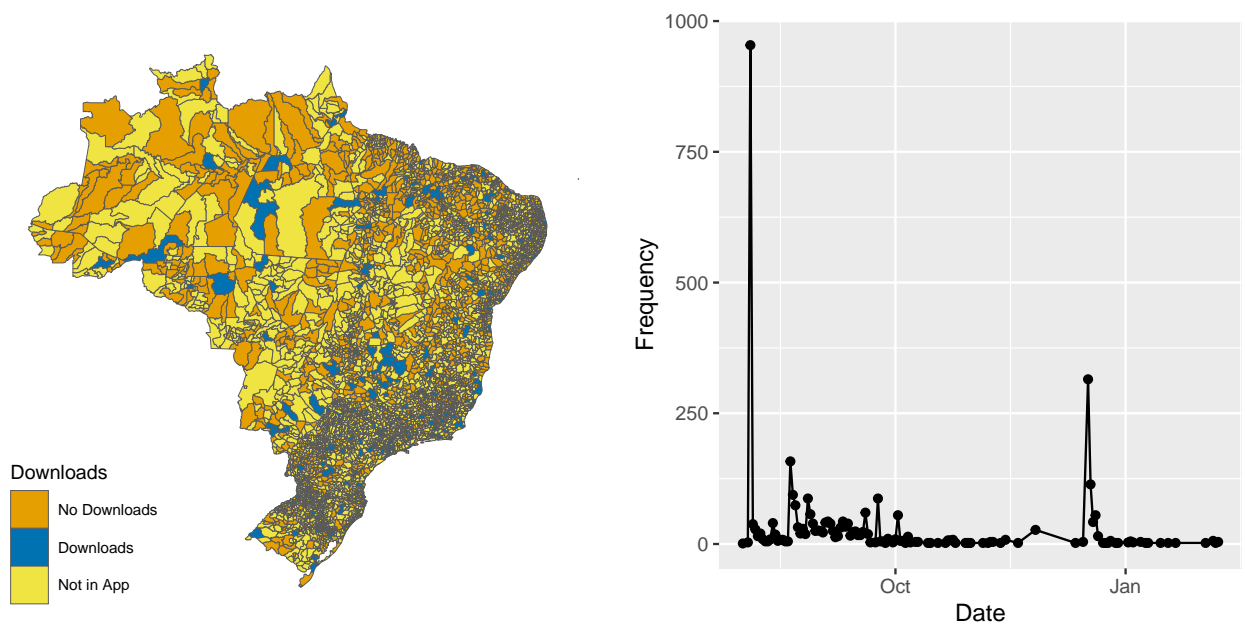 Downloads
No Downloads
Downloads
Not in App
1000
750
500
250
0
Frequency
Oct
Jan
Date